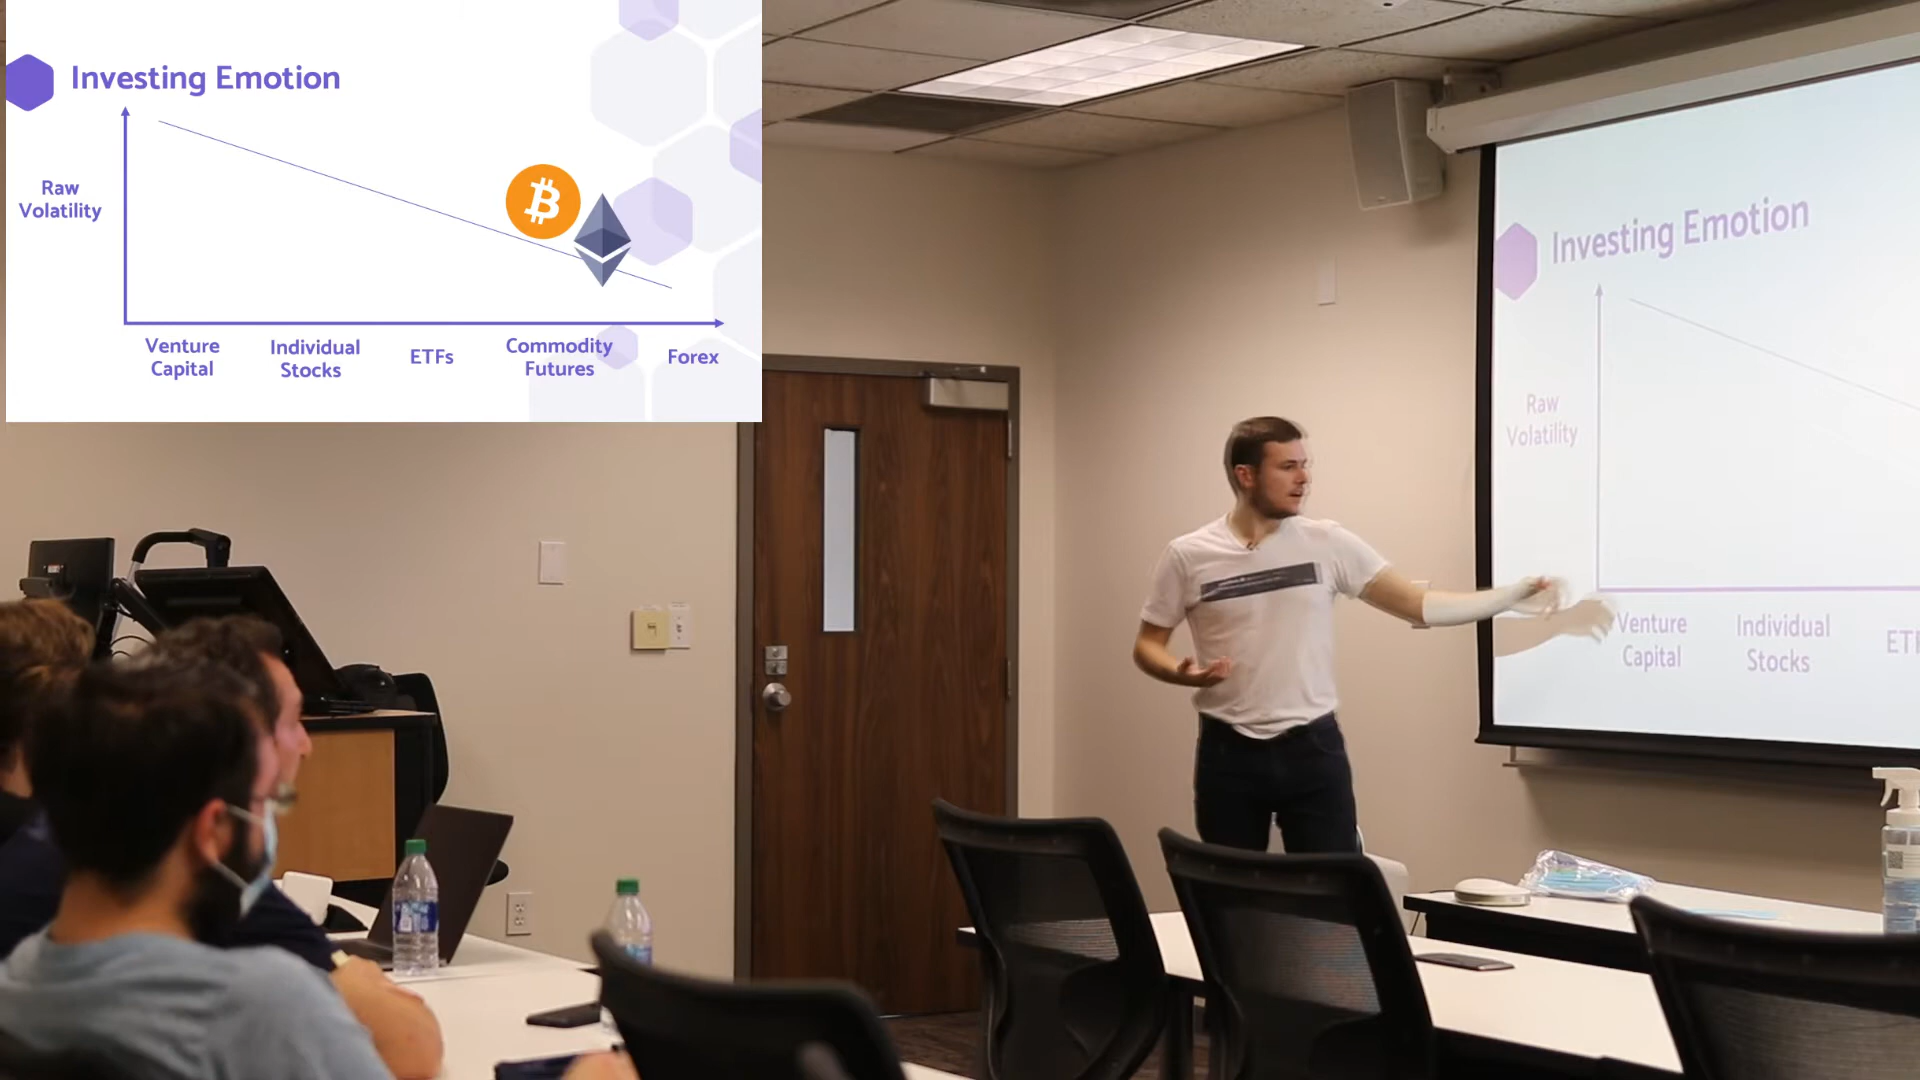 Investing Emotion
Raw
Volatility
Venture
Capital
Individual
Stocks
ETFs
Commodity
Futures
Forex
Investing Emotion
Raw
Volatility
Venture
Capital
Individual
Stocks